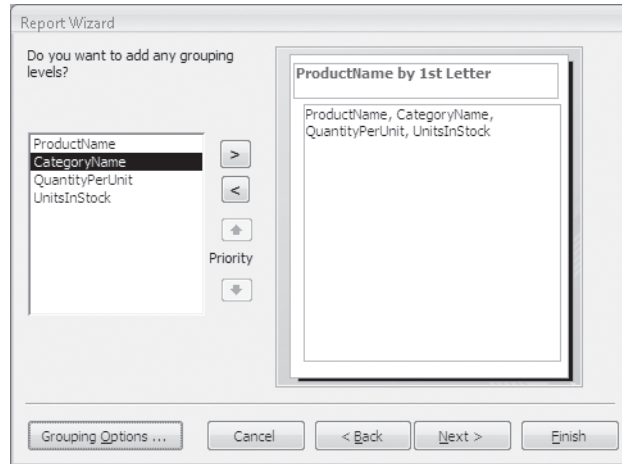 Report Wizard
Do you want to add any grouping
levels?
ProductName
CategoryName
QuantityPerUnit
UnitsInStock
>
<
Priority
ProductName by 1st Letter
ProductName, CategoryName,
QuantityPerUnit, UnitsInStock
Grouping Options ...
Cancel
< Back
Next >
Finish